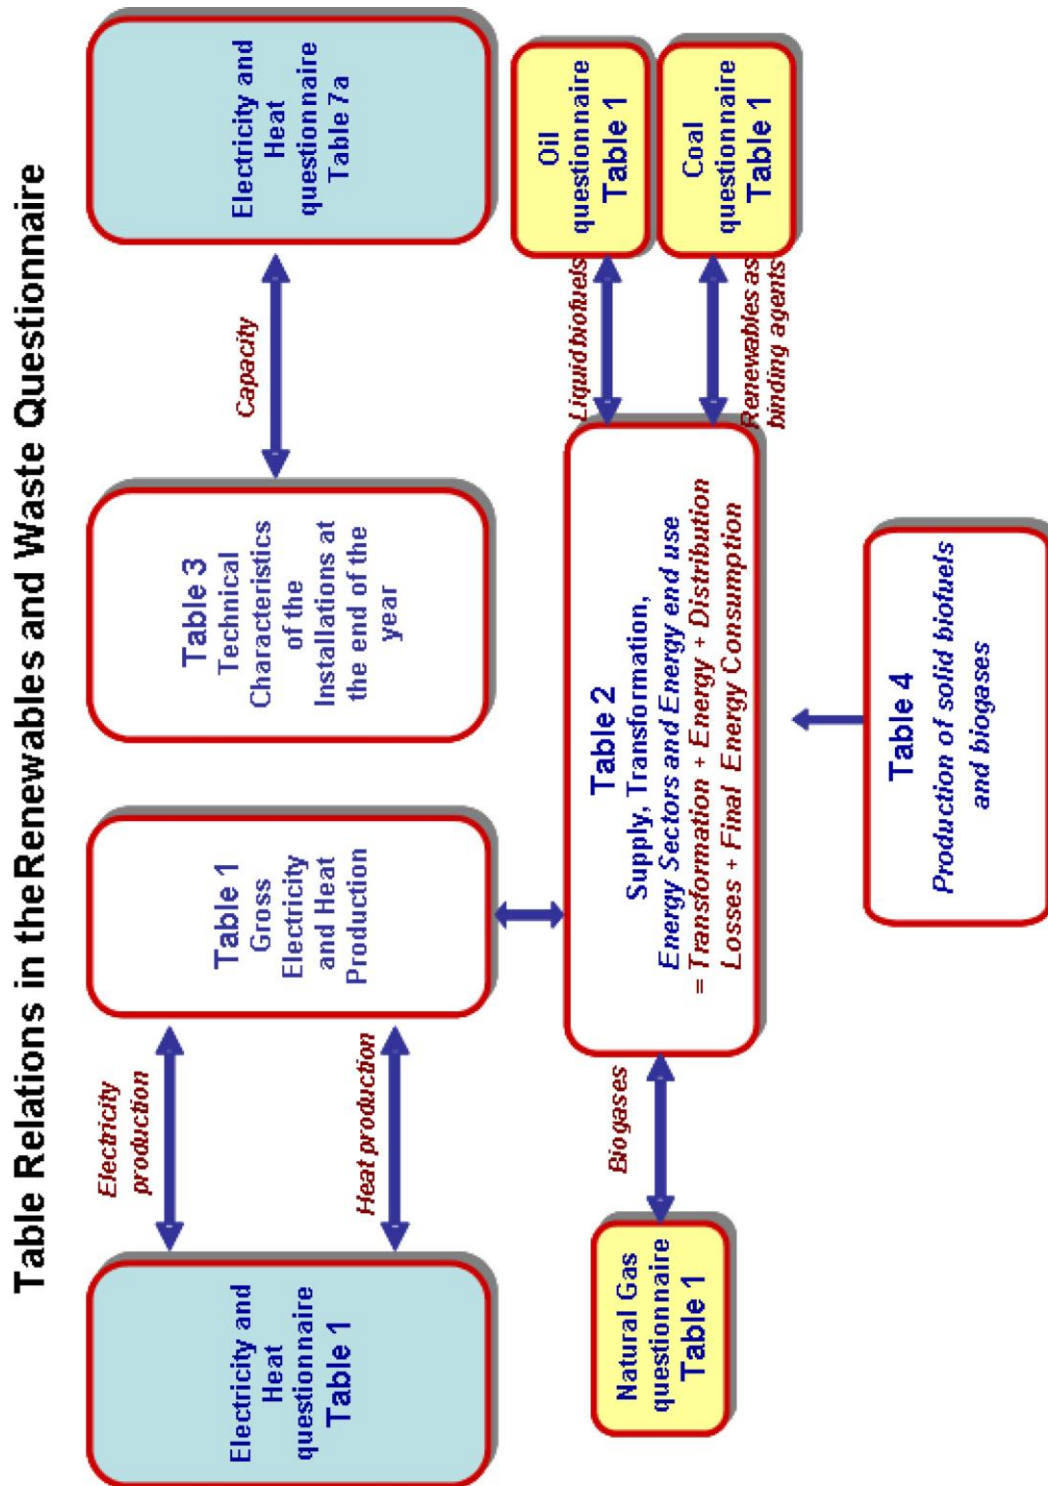 Table Relations in theRenewables and Waste Questionnaire
Electricity and
Heat
questionnaire
Table 1
Electricity
production
Heat production
Table 1
Gross
Electricity
and Heat
Production
Table 3
Technical
Characteristics
of the
Installations at
the end of the
year
Capacity
Electricity and
Heat
questionnaire
Table 7a
Natural Gas
questionnaire
Table 1
Biogases
Table 2
Supply, Transformation,
Energy Sectors and Energy end use
= Transformation + Energy + Distribution
Losses + Final Energy Consumption
Liquid biofuels
Oil
questionnaire
Table 1
Renewables as
binding agents
Coal
questionnaire
Table 1
Table 4
Production of solid biofuels
and biogases